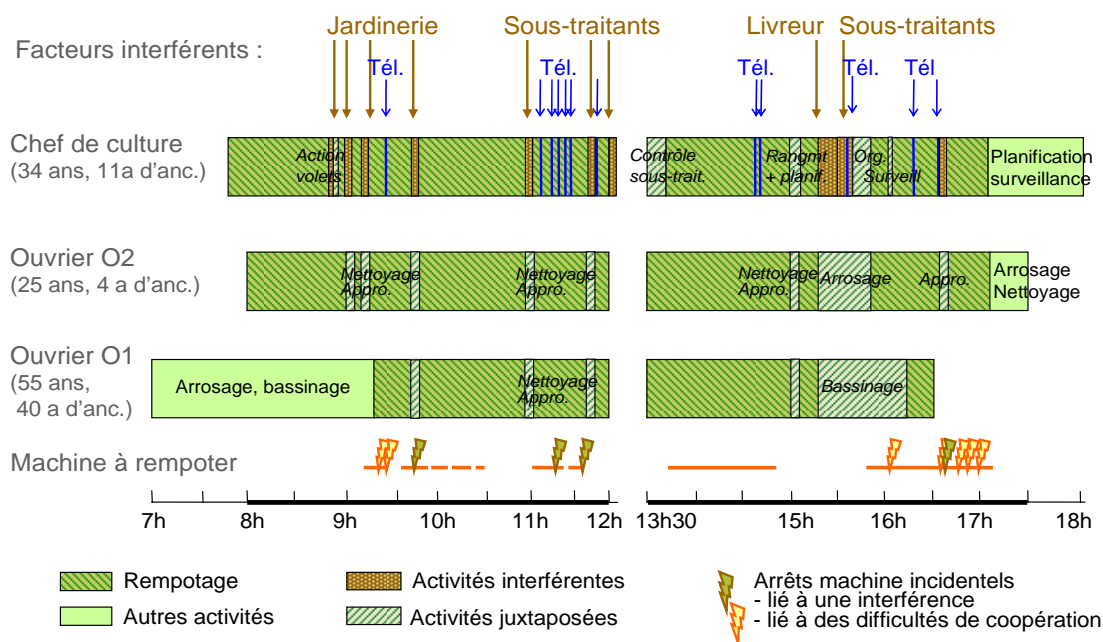 Jardinerie Sous-traitants Livreur Sous-traitants
Facteurs interférents :
Tél. Tél. Tél. Tél. Tél
Chef de culture
(34 ans, 11a d'anc.)
Action
volets
Contrôle
sous-trait.
Rangmt
+ planif
Org.
Surveill
Planification
surveillance
Ouvrier O2
(25 ans, 4 a d'anc.)
Nettoyage
Appro.
Nettoyage
Appro.
Nettoyage
Appro.
Arrosage
Appro.
Arrosage
Nettoyage
Ouvrier O1
(55 ans,
40 a d'anc.)
Arrosage, bassinage
Nettoyage
Appro.
Bassinage
Machine à rempoter
7h 8h 9h 10h 11h 12h 13h30 15h 16h 17h 18h
Rempotage
Autres activités
Activités interférentes
Activités juxtaposées
Arrêts machine incidentels
- lié à une interférence
- lié à des difficultés de coopération